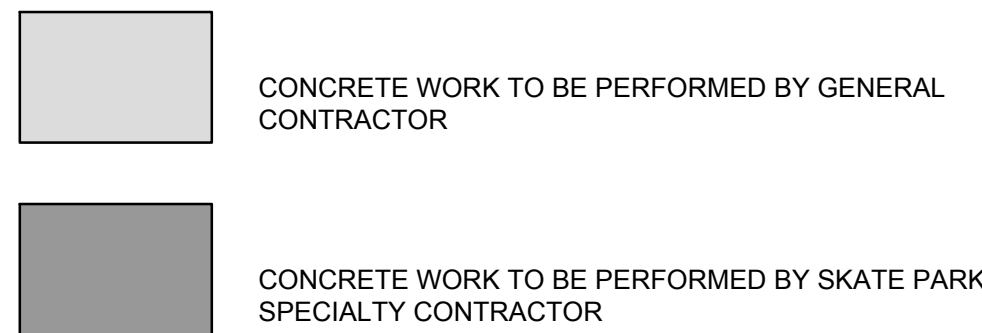 CONCRETE WORK TO BE PERFORMED BY GENERAL
CONTRACTOR
CONCRETE WORK TO BE PERFORMED BY SKATE PARK
SPECIALTY CONTRACTOR